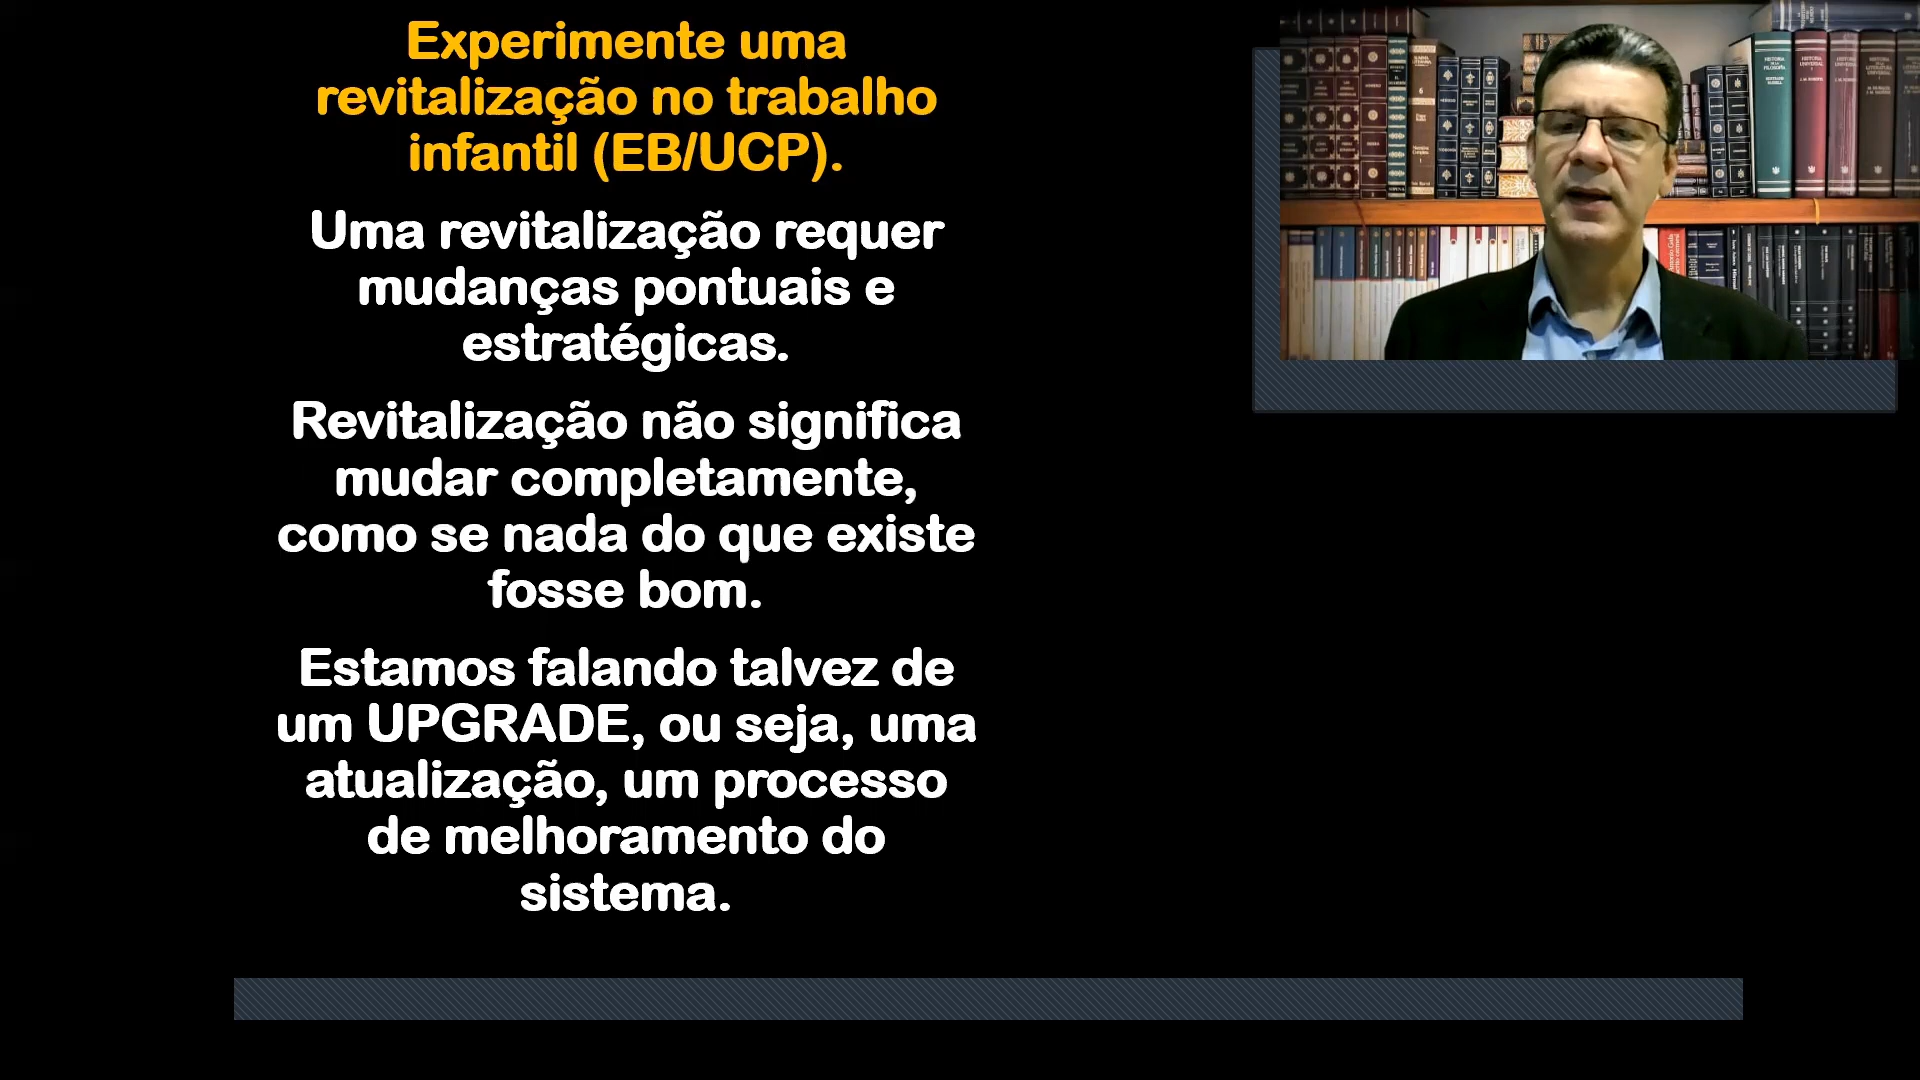 Experimente uma
revitalização no trabalho
infantil (EB/UCP).
Uma revitalização requer
mudanças pontuais e
estratégicas.
Revitalização não significa
mudar completamente,
como se nada do que existe
fosse bom.
Estamos falando talvez de
um UPGRADE, ou seja, uma
atualização, um processo
de melhoramento do
sistema.